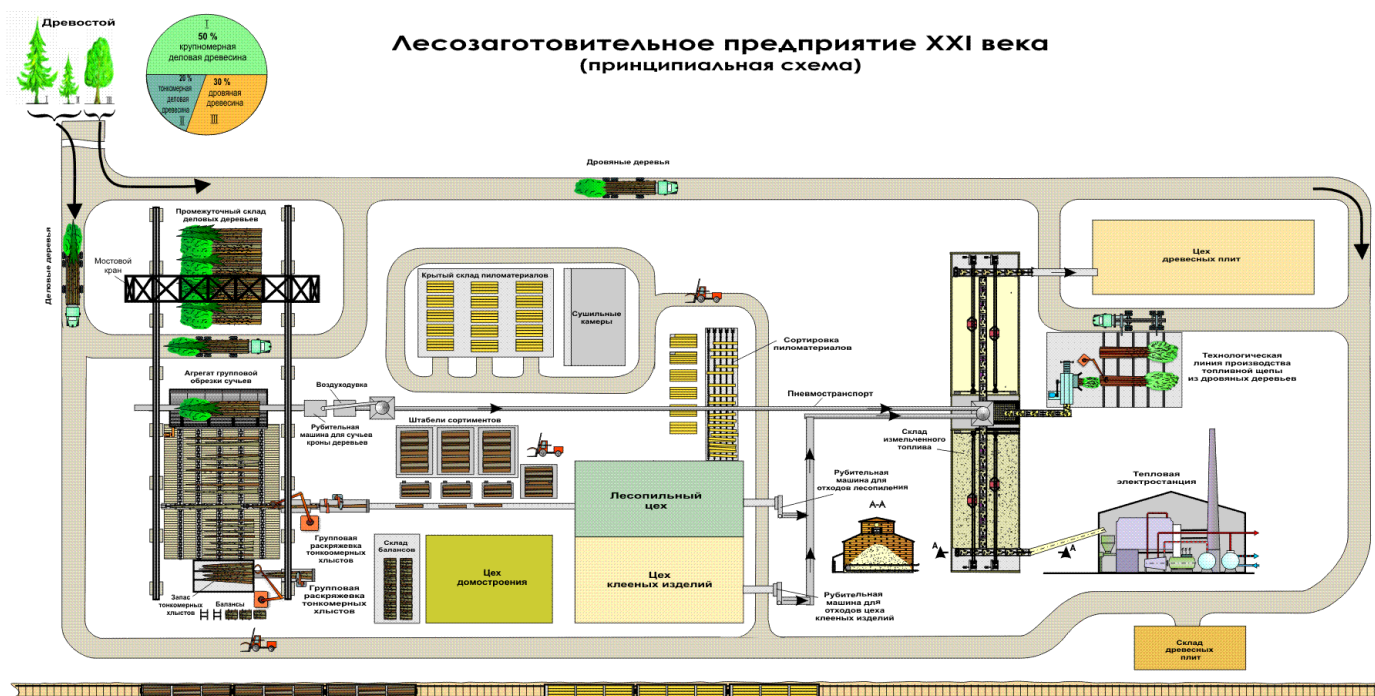 Древостой
I
50 %
крупномерная
деловая древесина
20 %
тонкомерная
деловая
древесина
II
30 %
дровяная
древесина
III
I
II
III
Лесозаготовительное предприятие XXI века
(принципиальная схема)
Дровяные деревья
Деловые деревья
Промежуточный склад
деловых деревьев
Мостовой
кран
Цех
древесных плит
Крытый склад пиломатериалов
Сушильные
камеры
Сортировка
пиломатериалов
Технологическая
линия производства
топливной щепы
из дровяных деревьев
Агрегат групповой
обрезки сучьев
Воздуходувка
Пневмотранспорт
Рубительная
машина для сучьев
кроны деревьев
Штабели сортиментов
Склад
измельченного
топлива
Лесопильный
цех
Рубительная
машина для
отходов лесопиления
А-А
Тепловая
электростанция
Групповая
раскряжевка
тонкоомерных
хлыстов
Склад
балансов
Цех
домостроения
Цех
клееных изделий
А
А
Запас
тонкомерных
хлыстов
Балансы
Групповая
раскряжевка
тонкомерных
хлыстов
Рубительная
машина для
отходов цеха
клееных изделий
Склад
древесных
плит